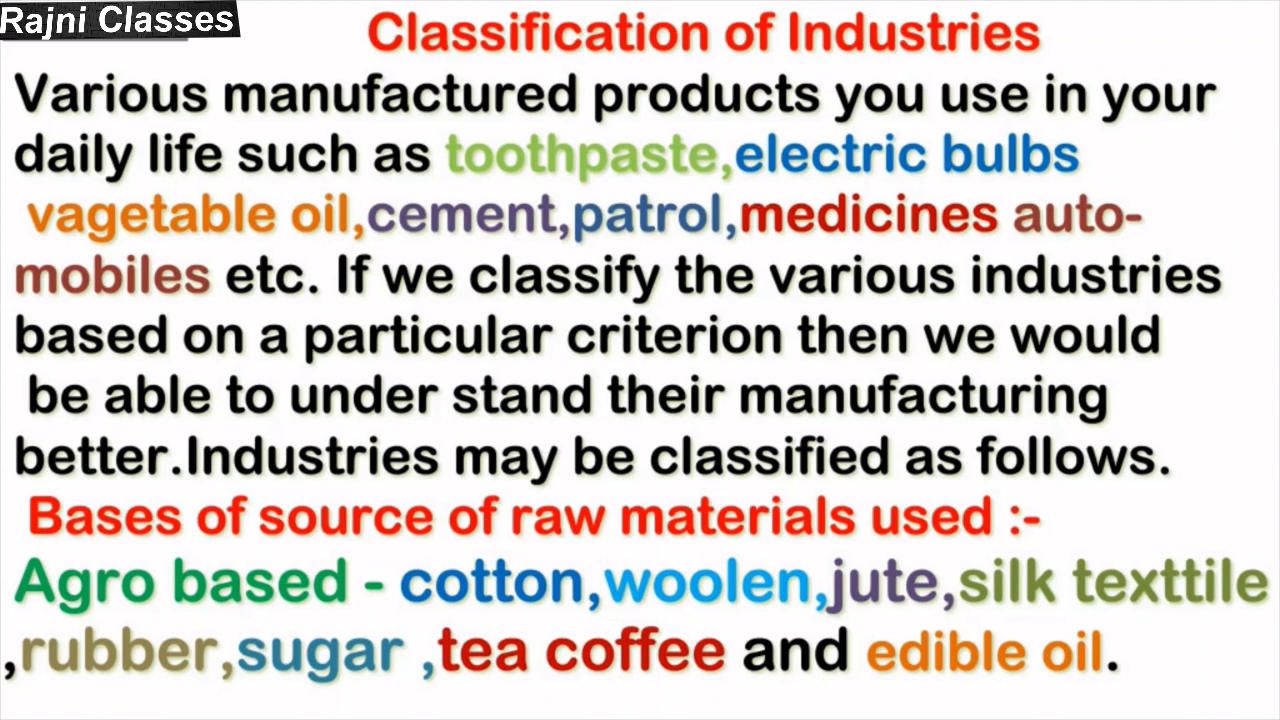 Rajni Classes
Classification of Industries
Various manufactured products you use in your
daily life such as toothpaste,electric bulbs
vagetable oil,cement,patrol,medicines auto-
mobiles etc. If we classify the various industries
based on a particular criterion then we would
be able to under stand their manufacturing
better.Industries may be classified as follows.
Bases of source of raw materials used :-
Agro based - cotton,woolen,jute,silk texttile
,rubber,sugar ,tea coffee and edible oil.